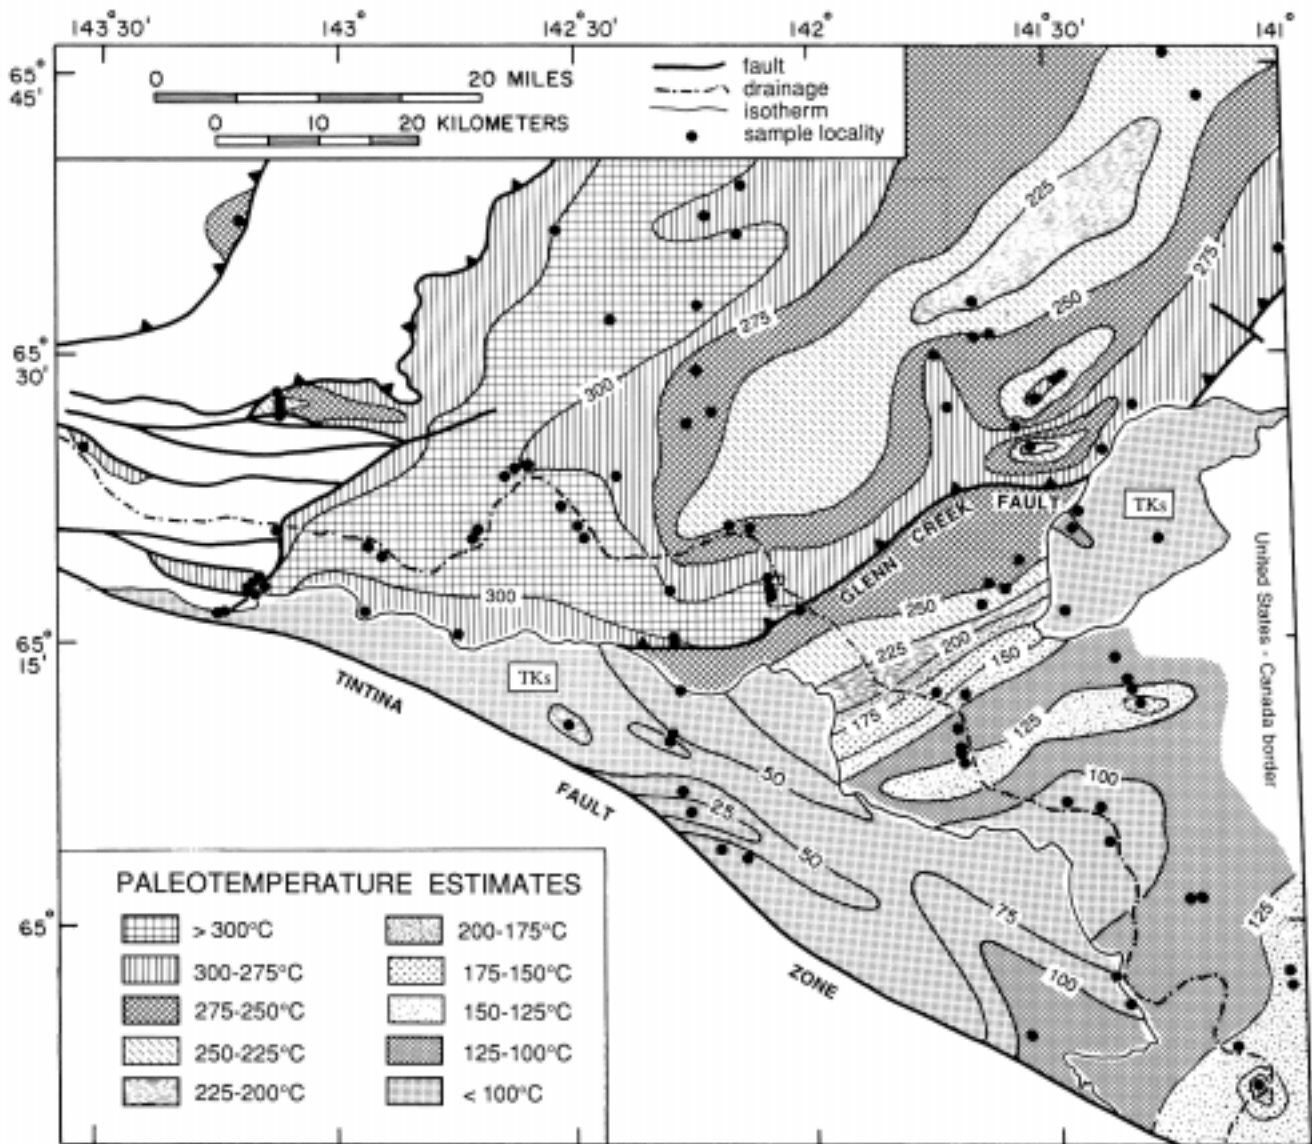 143° 30' 143° 142° 30' 142° 141° 30' 141°
65° 45'
0 20 MILES
0 10 20 KILOMETERS
fault
drainage
isotherm
sample locality
225
275
250
275
65° 30'
300
GLENN CREEK FAULT
TKs
United States - Canada border
300
250
225
200
150
175
65° 15'
TKs
TINTINA FAULT ZONE
125
50
100
25
50
75
125
100
65°
PALEOTEMPERATURE ESTIMATES
> 300°C
300-275°C
275-250°C
250-225°C
225-200°C
200-175°C
175-150°C
150-125°C
125-100°C
< 100°C